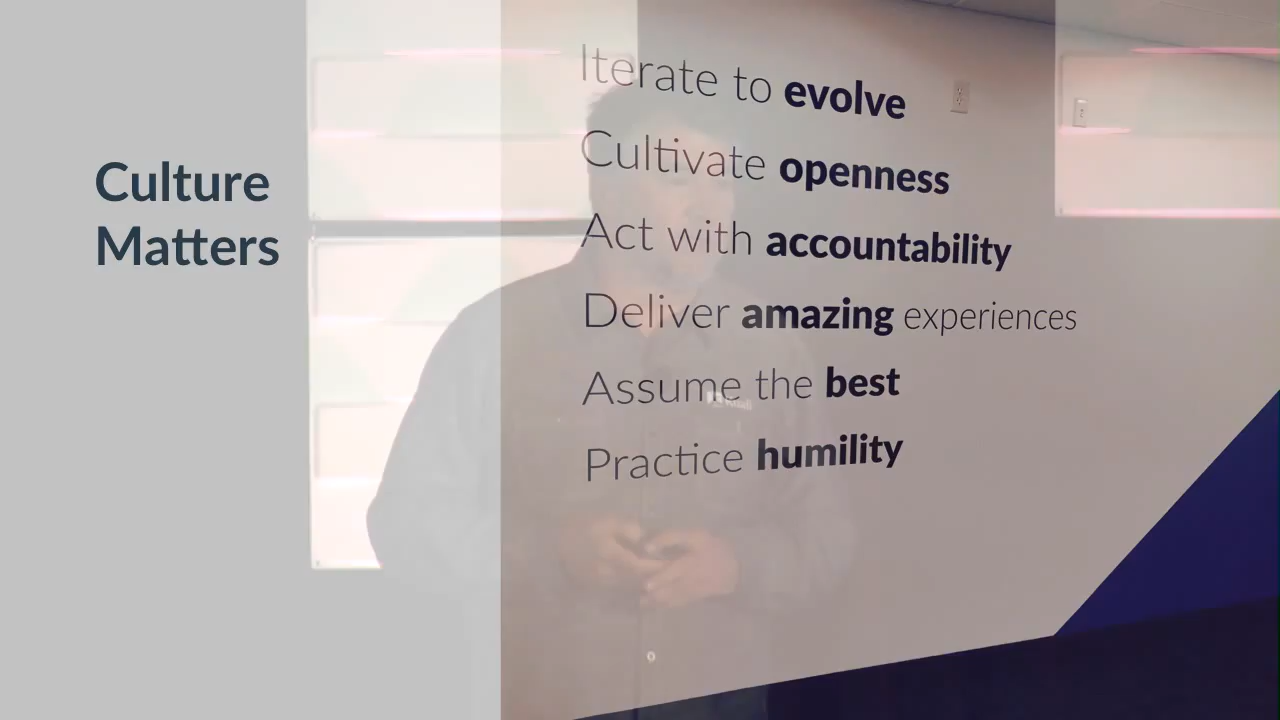 Culture
Matters
Iterate to evolve
Cultivate openness
Act with accountability
Deliver amazing experiences
Assume the best
Practice humility